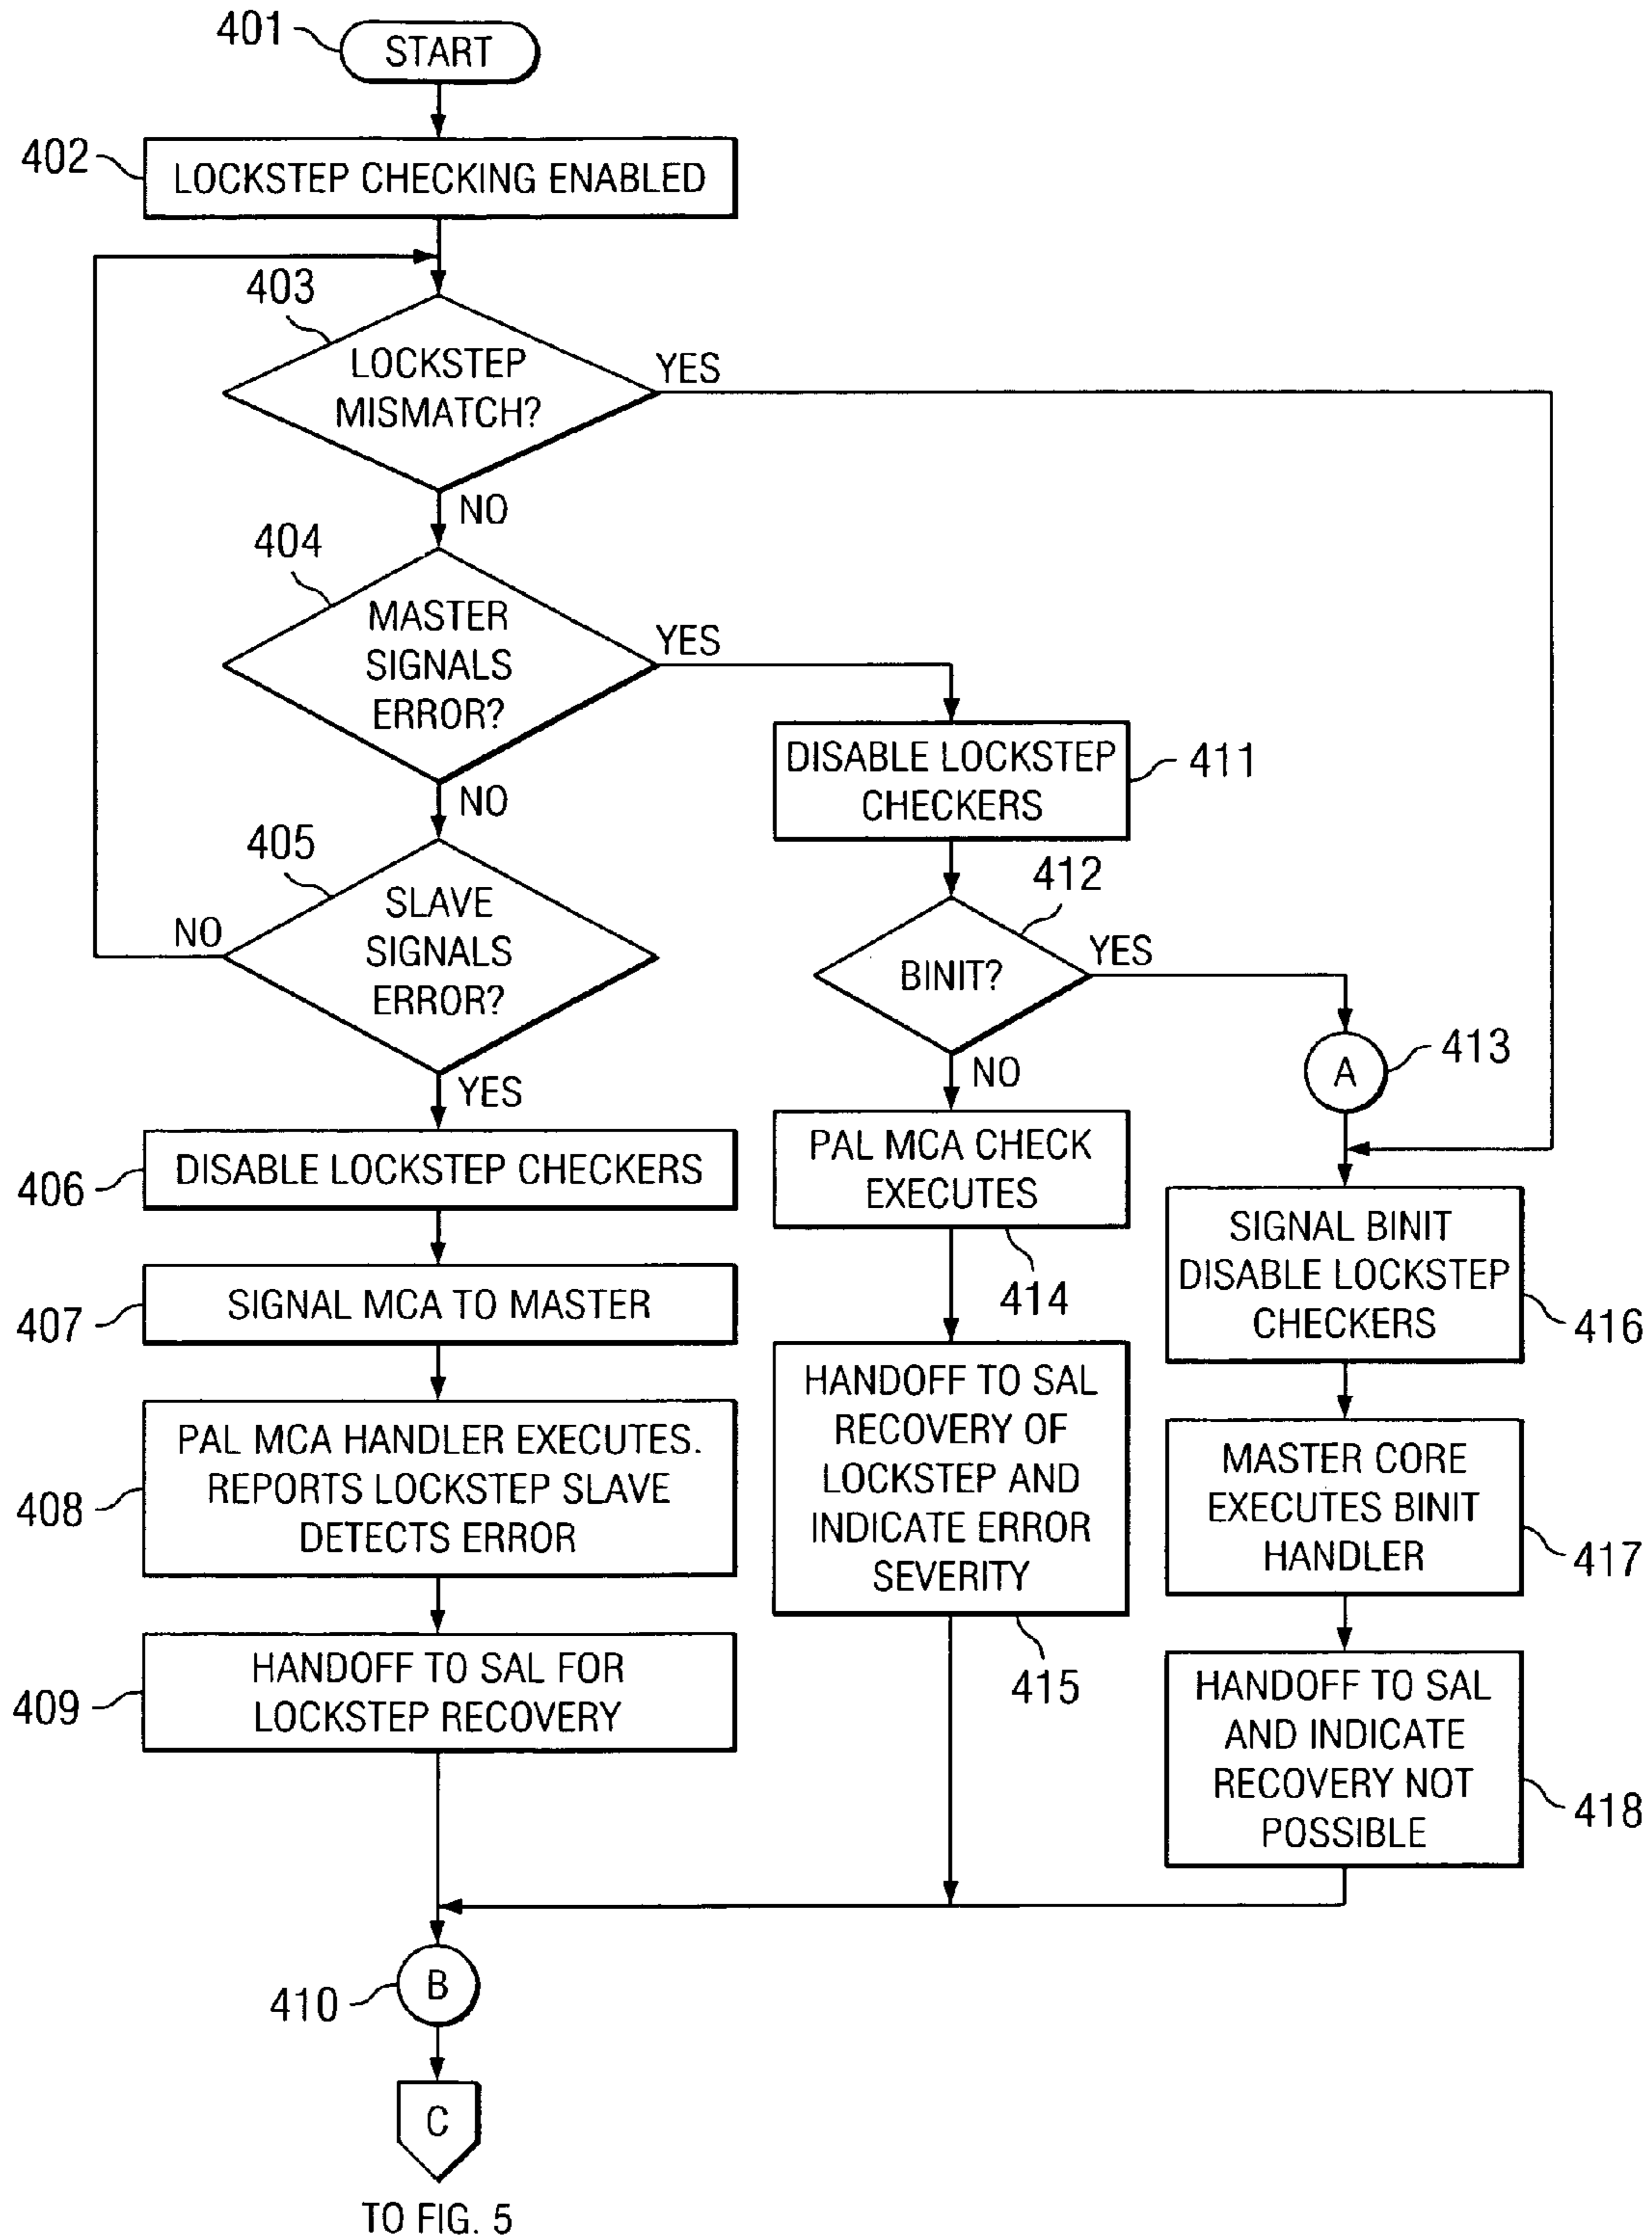 401
START
402
LOCKSTEP CHECKING ENABLED
403
LOCKSTEP
MISMATCH?
YES
NO
404
MASTER
SIGNALS
ERROR?
YES
NO
405
SLAVE
SIGNALS
ERROR?
NO
YES
406
DISABLE LOCKSTEP CHECKERS
407
SIGNAL MCA TO MASTER
408
PAL MCA HANDLER EXECUTES.
REPORTS LOCKSTEP SLAVE
DETECTS ERROR
409
HANDOFF TO SAL FOR
LOCKSTEP RECOVERY
DISABLE LOCKSTEP
CHECKERS
411
412
BINIT?
YES
NO
A
413
PAL MCA CHECK
EXECUTES
414
HANDOFF TO SAL
RECOVERY OF
LOCKSTEP AND
INDICATE ERROR
SEVERITY
415
SIGNAL BINIT
DISABLE LOCKSTEP
CHECKERS
416
MASTER CORE
EXECUTES BINIT
HANDLER
417
HANDOFF TO SAL
AND INDICATE
RECOVERY NOT
POSSIBLE
418
410
B
C
TO FIG. 5